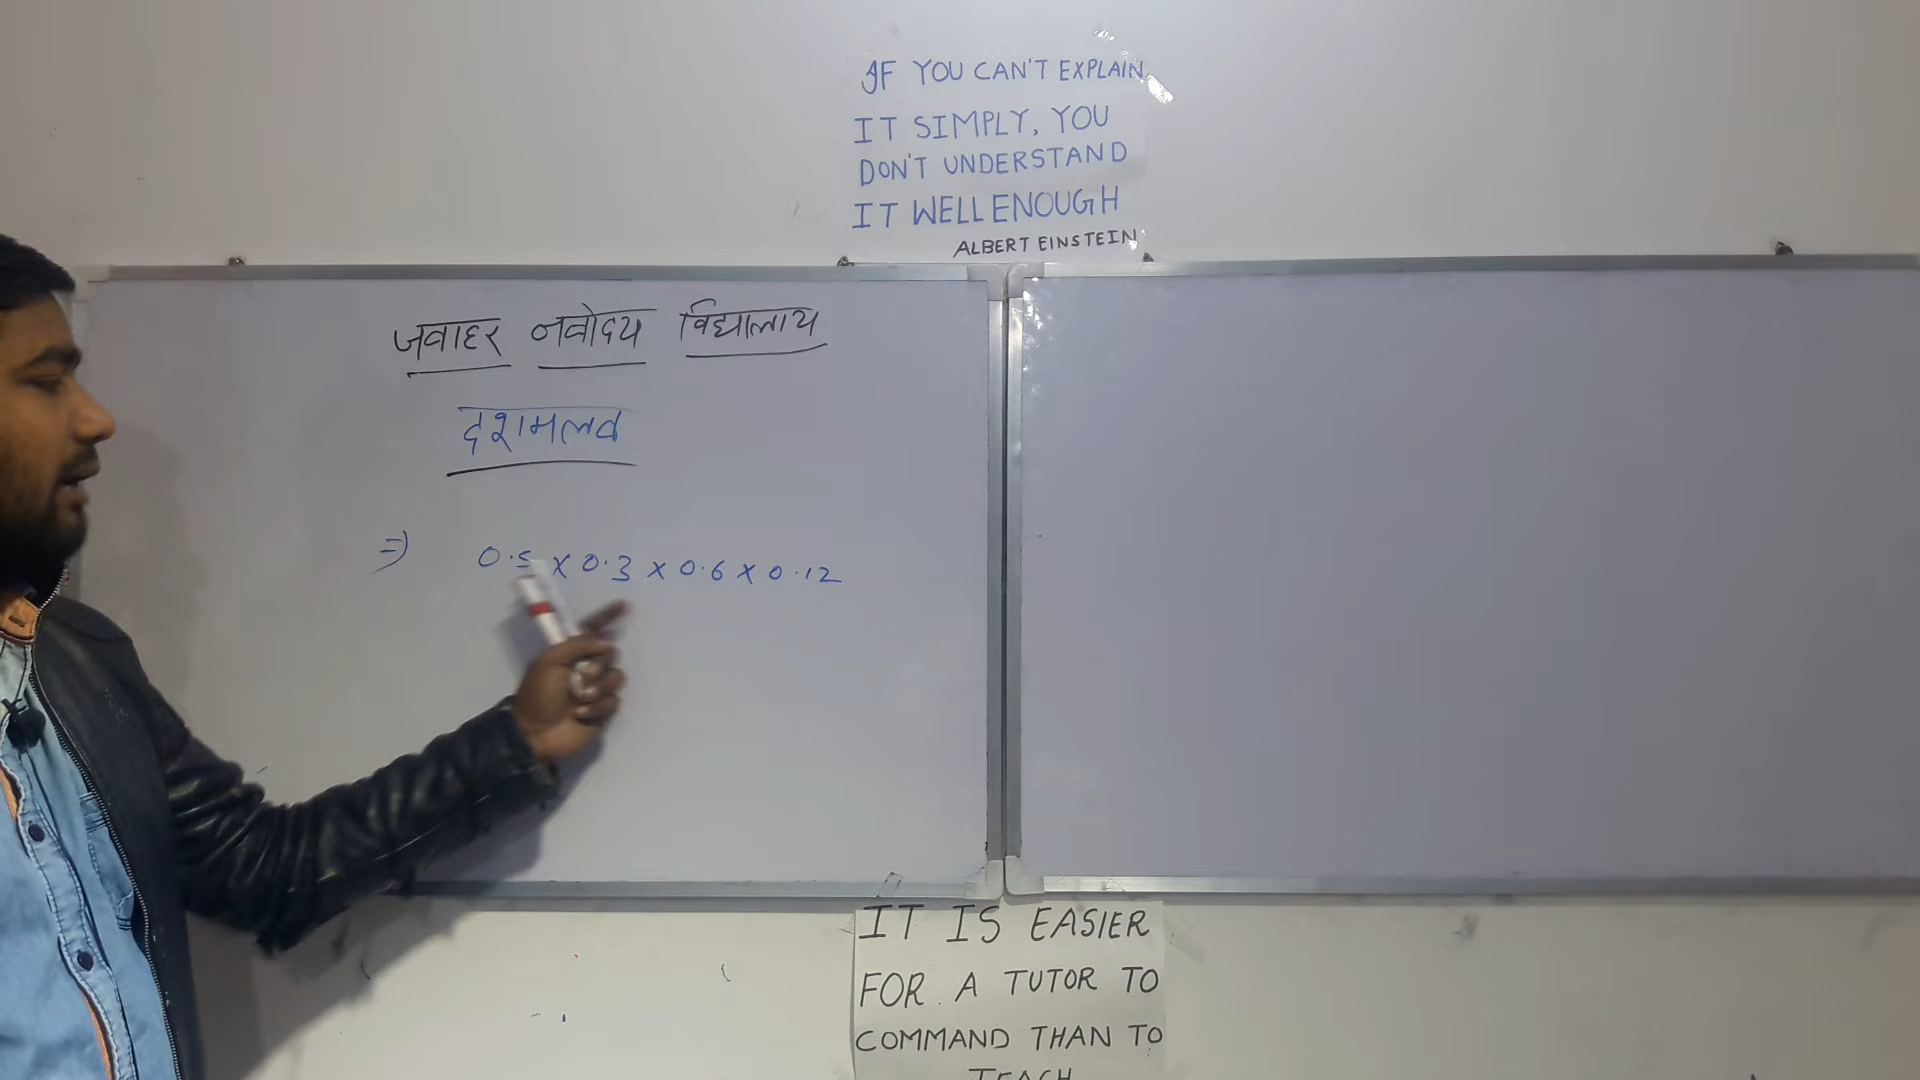 IF YOU CAN'T EXPLAIN
IT SIMPLY, YOU
DON'T UNDERSTAND
IT WELL ENOUGH
ALBERT EINSTEIN
जवाहर नवोदय विद्यालाय
दशमलव
=) 0.5 x 0.3 x 0.6 x 0.12
IT IS EASIER
FOR A TUTOR TO
COMMAND THAN TO
TEACH